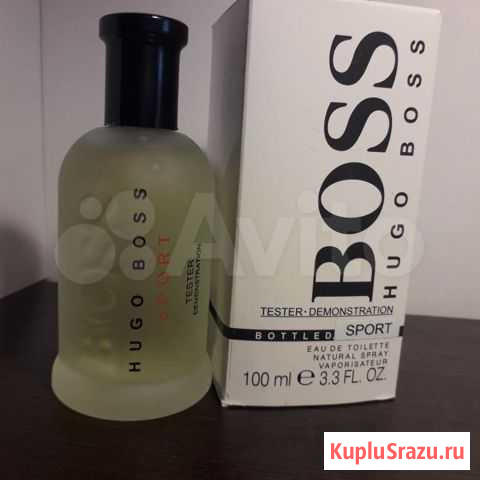 HUGO BOSS
SPORT
TESTER
DEMONSTRATION
BOSS
HUGO BOSS
TESTER·DEMONSTRATION
BOTTLED SPORT
EAU DE TOILETTE
NATURAL SPRAY
VAPORISATEUR
100 ml e 3.3 FL. OZ.
Avito
KupluSrazu.ru